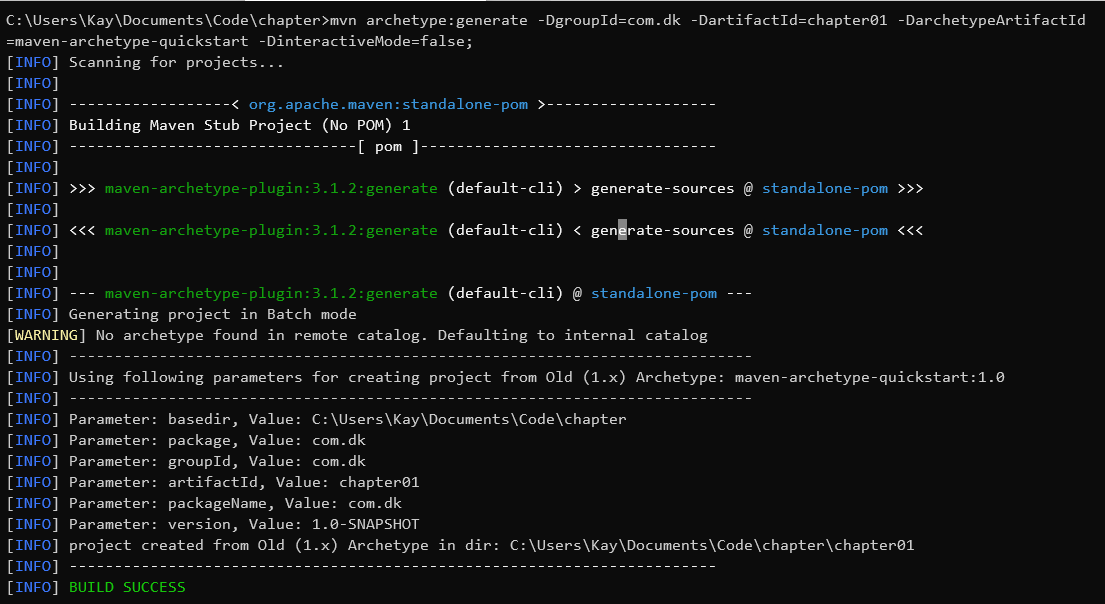 C:\Users\Kay\Documents\Code\chapter>mvn archetype:generate -DgroupId=com.dk -DartifactId=chapter01 -DarchetypeArtifactId
=maven-archetype-quickstart -DinteractiveMode=false;
[INFO] Scanning for projects...
[INFO]
[INFO] ------------------< org.apache.maven:standalone-pom >-------------------
[INFO] Building Maven Stub Project (No POM) 1
[INFO] --------------------------------[ pom ]---------------------------------
[INFO]
[INFO] >>> maven-archetype-plugin:3.1.2:generate (default-cli) > generate-sources @ standalone-pom >>>
[INFO]
[INFO] <<< maven-archetype-plugin:3.1.2:generate (default-cli) < generate-sources @ standalone-pom <<<
[INFO]
[INFO]
[INFO] --- maven-archetype-plugin:3.1.2:generate (default-cli) @ standalone-pom ---
[INFO] Generating project in Batch mode
[WARNING] No archetype found in remote catalog. Defaulting to internal catalog
[INFO] ----------------------------------------------------------------------------
[INFO] Using following parameters for creating project from Old (1.x) Archetype: maven-archetype-quickstart:1.0
[INFO] ----------------------------------------------------------------------------
[INFO] Parameter: basedir, Value: C:\Users\Kay\Documents\Code\chapter
[INFO] Parameter: package, Value: com.dk
[INFO] Parameter: groupId, Value: com.dk
[INFO] Parameter: artifactId, Value: chapter01
[INFO] Parameter: packageName, Value: com.dk
[INFO] Parameter: version, Value: 1.0-SNAPSHOT
[INFO] project created from Old (1.x) Archetype in dir: C:\Users\Kay\Documents\Code\chapter\chapter01
[INFO] ------------------------------------------------------------------------
[INFO] BUILD SUCCESS